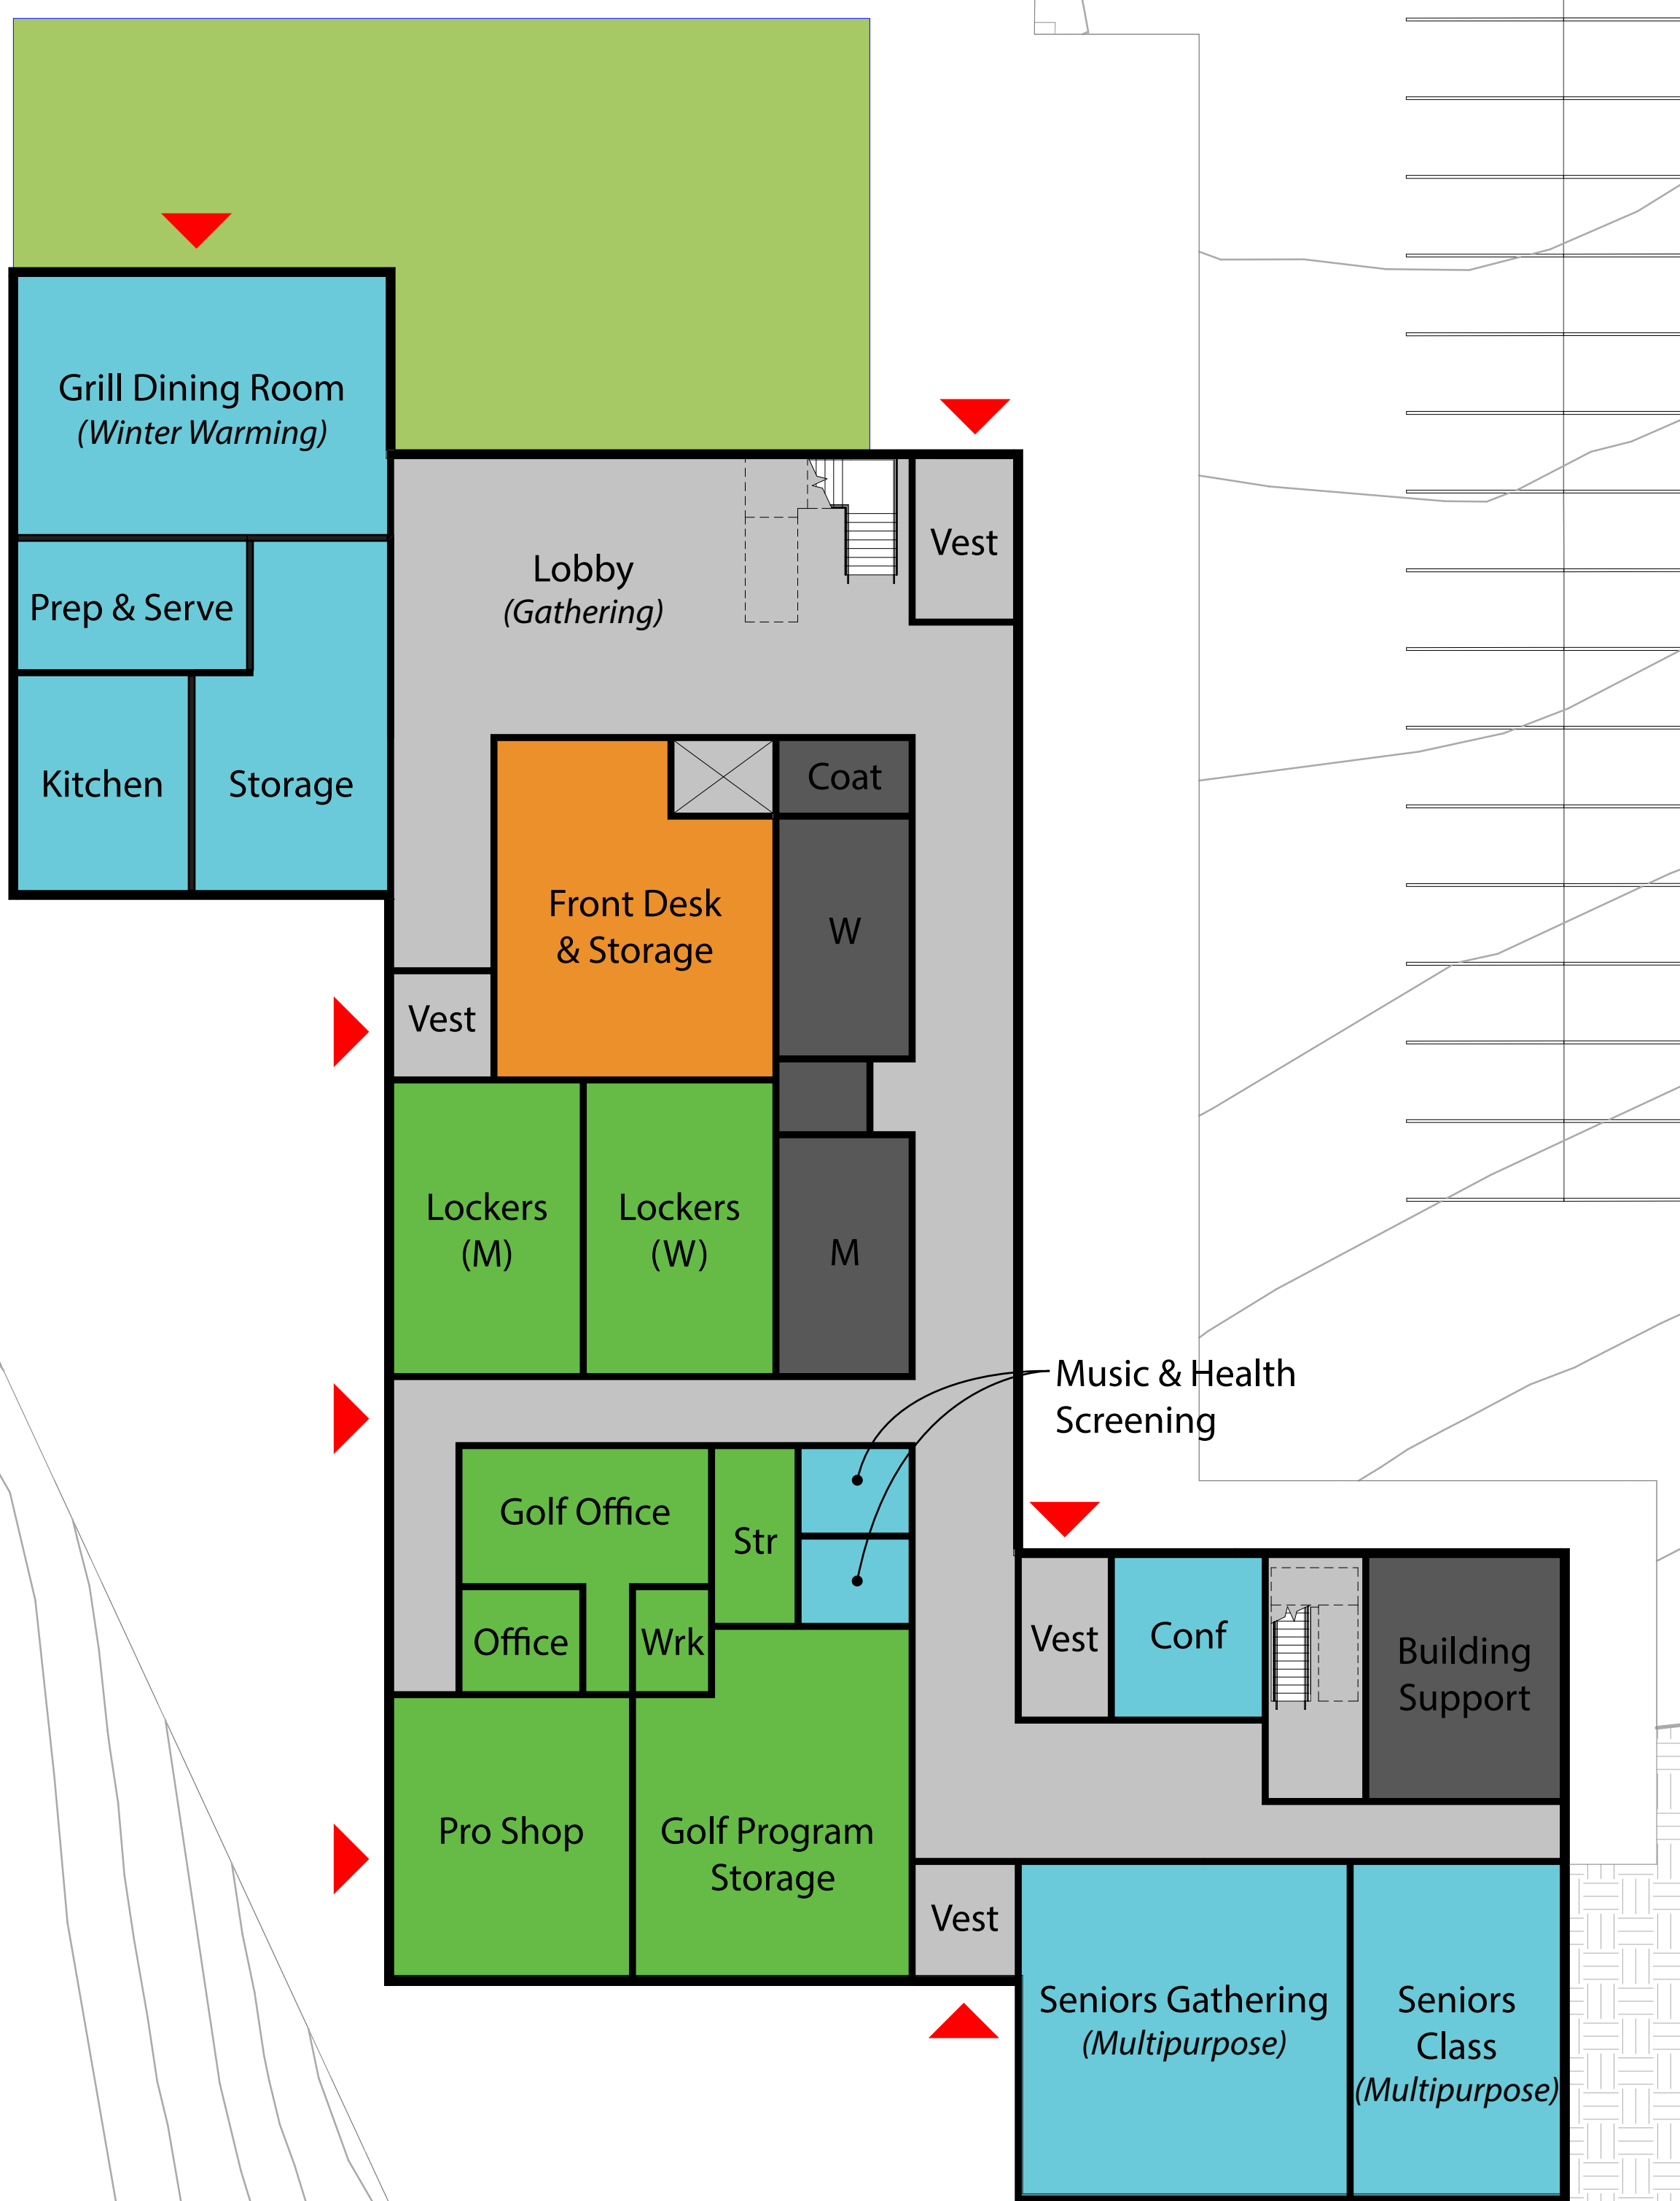 Grill Dining Room
(Winter Warming)
Vest
Lobby
(Gathering)
Prep & Serve
Kitchen
Storage
Coat
Front Desk
& Storage
W
Vest
Lockers
(M)
Lockers
(W)
M
Music & Health
Screening
Golf Office
Str
Office
Wrk
Vest
Conf
Building
Support
Pro Shop
Golf Program
Storage
Vest
Seniors Gathering
(Multipurpose)
Seniors
Class
(Multipurpose)